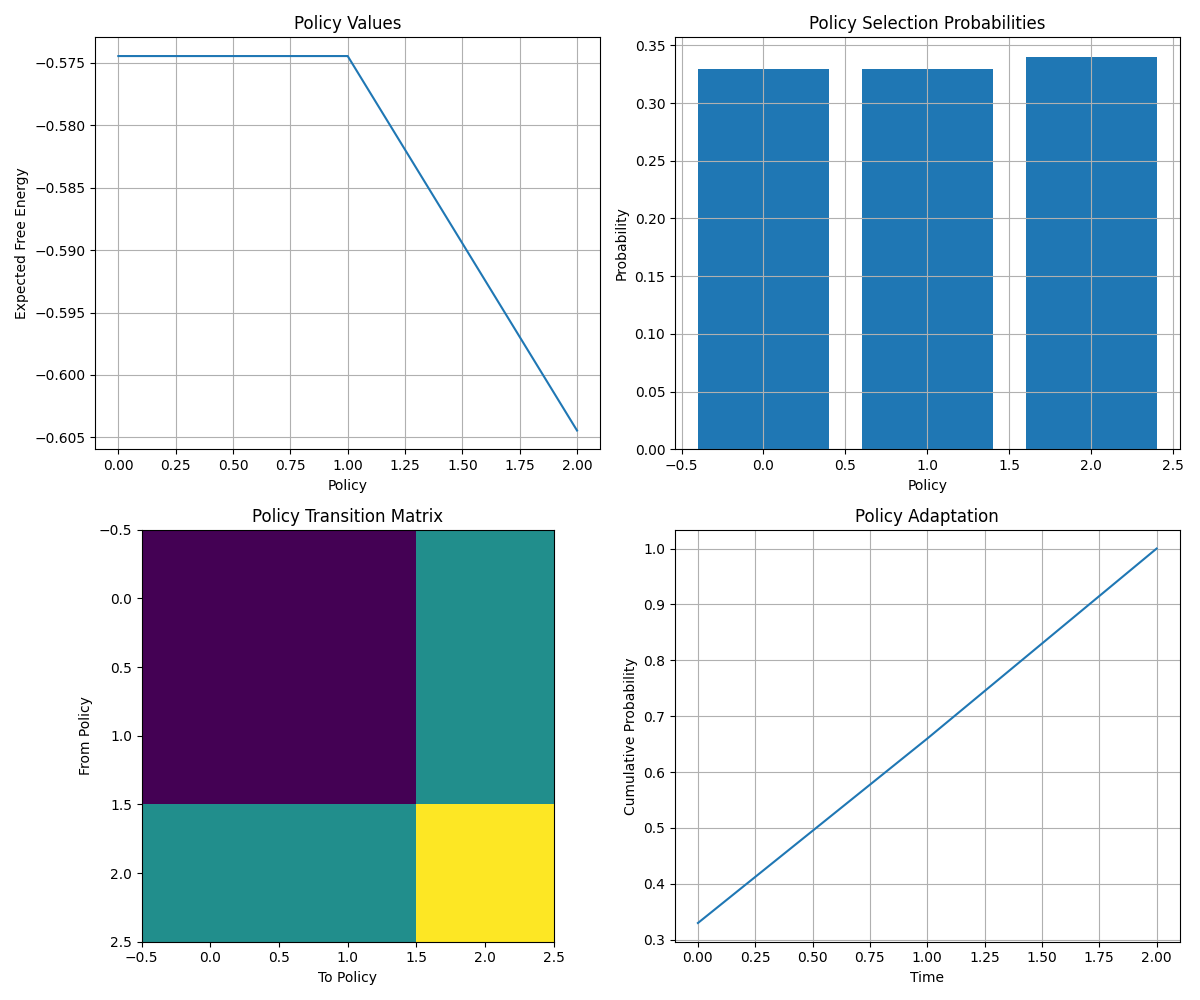 Policy Values
Expected Free Energy
−0.575
−0.580
−0.585
−0.590
−0.595
−0.600
−0.605
0.00 0.25 0.50 0.75 1.00 1.25 1.50 1.75 2.00
Policy
Policy Selection Probabilities
Probability
0.35
0.30
0.25
0.20
0.15
0.10
0.05
0.00
−0.5 0.0 0.5 1.0 1.5 2.0 2.5
Policy
Policy Transition Matrix
From Policy
−0.5
0.0
0.5
1.0
1.5
2.0
2.5
−0.5 0.0 0.5 1.0 1.5 2.0 2.5
To Policy
Policy Adaptation
Cumulative Probability
1.0
0.9
0.8
0.7
0.6
0.5
0.4
0.3
0.00 0.25 0.50 0.75 1.00 1.25 1.50 1.75 2.00
Time